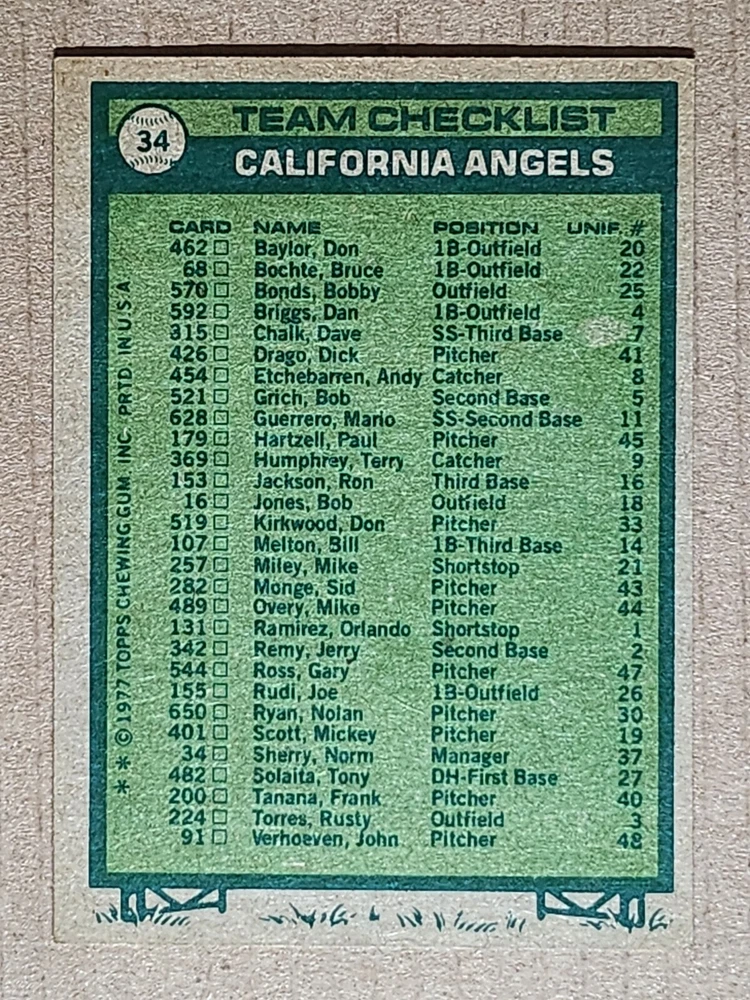 34
TEAM CHECKLIST
CALIFORNIA ANGELS
CARD NAME POSITION UNIF. #
462 □ Baylor, Don 1B-Outfield 20
68 □ Bochte, Bruce 1B-Outfield 22
570 □ Bonds, Bobby Outfield 25
592 □ Briggs, Dan 1B-Outfield 4
315 □ Chalk, Dave SS-Third Base 7
426 □ Drago, Dick Pitcher 41
454 □ Etchebarren, Andy Catcher 8
521 □ Grich, Bob Second Base 5
628 □ Guerrero, Mario SS-Second Base 11
179 □ Hartzell, Paul Pitcher 45
369 □ Humphrey, Terry Catcher 9
153 □ Jackson, Ron Third Base 16
16 □ Jones, Bob Outfield 18
519 □ Kirkwood, Don Pitcher 33
107 □ Melton, Bill 1B-Third Base 14
257 □ Miley, Mike Shortstop 21
282 □ Monge, Sid Pitcher 43
489 □ Overy, Mike Pitcher 44
131 □ Ramirez, Orlando Shortstop 1
342 □ Remy, Jerry Second Base 2
544 □ Ross, Gary Pitcher 47
155 □ Rudi, Joe 1B-Outfield 26
650 □ Ryan, Nolan Pitcher 30
401 □ Scott, Mickey Pitcher 19
34 □ Sherry, Norm Manager 37
482 □ Solaita, Tony DH-First Base 27
200 □ Tanana, Frank Pitcher 40
224 □ Torres, Rusty Outfield 3
91 □ Verhoeven, John Pitcher 48
* * © 1977 TOPPS CHEWING GUM, INC. PRTD. IN U.S.A.